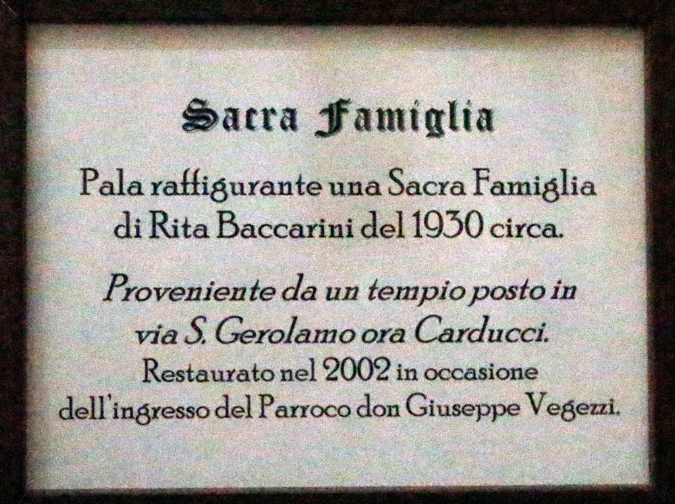 Sacra Famiglia
Pala raffigurante una Sacra Famiglia
di Rita Baccarini del 1930 circa.
Proveniente da un tempio posto in
via S. Gerolamo ora Carducci.
Restaurato nel 2002 in occasione
dell'ingresso del Parroco don Giuseppe Vegezzi.